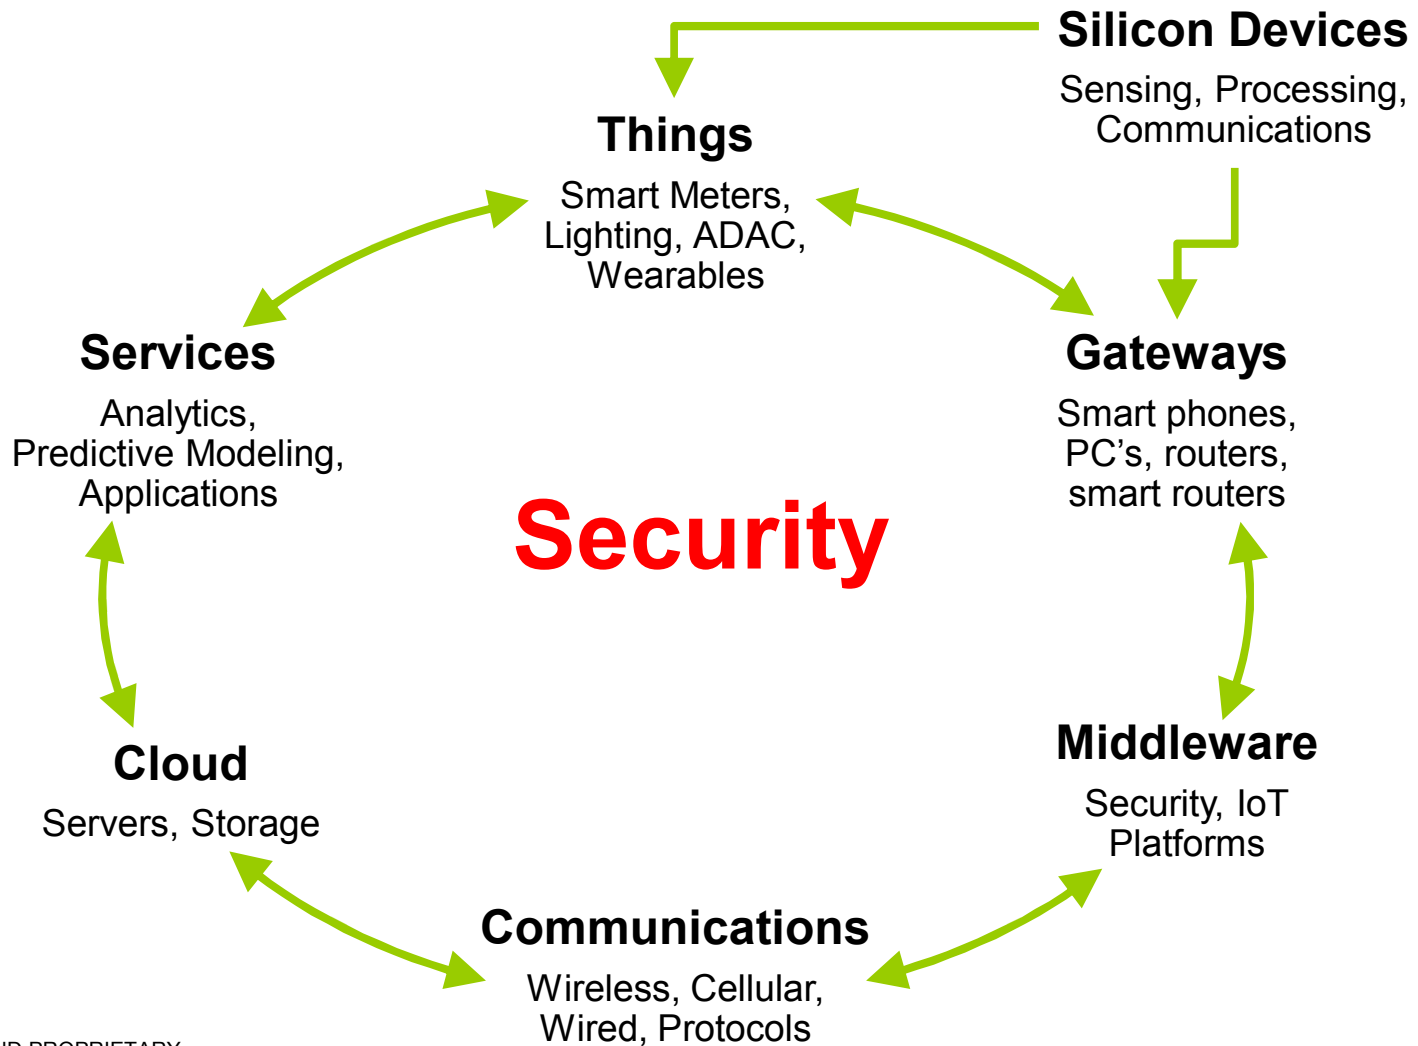 Silicon Devices
Sensing, Processing,
Communications
Things
Smart Meters,
Lighting, ADAC,
Wearables
Services
Analytics,
Predictive Modeling,
Applications
Gateways
Smart phones,
PC's, routers,
smart routers
Security
Cloud
Servers, Storage
Middleware
Security, IoT
Platforms
Communications
Wireless, Cellular,
Wired, Protocols
PROPRIETARY